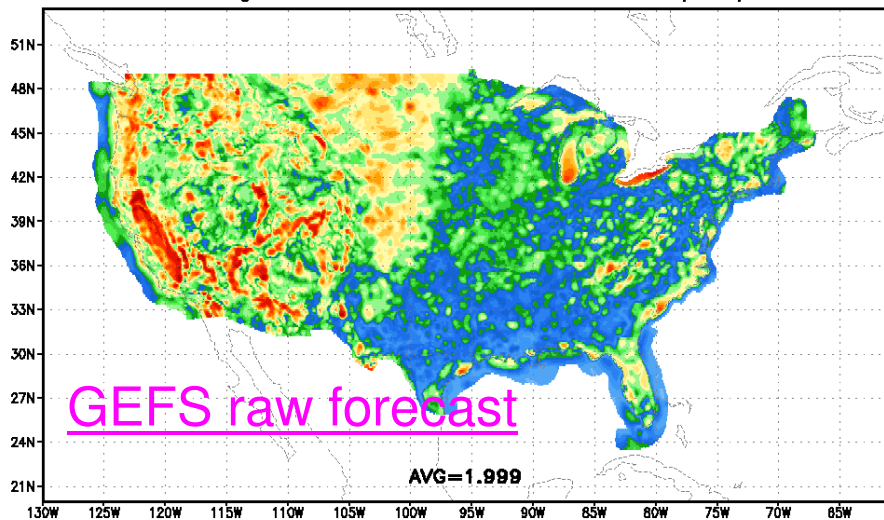 51N
48N
45N
42N
39N
36N
33N
30N
27N
24N
21N
GEFS raw forecast
AVG=1.999
130W 125W 120W 115W 110W 105W 100W 95W 90W 85W 80W 75W 70W 65W